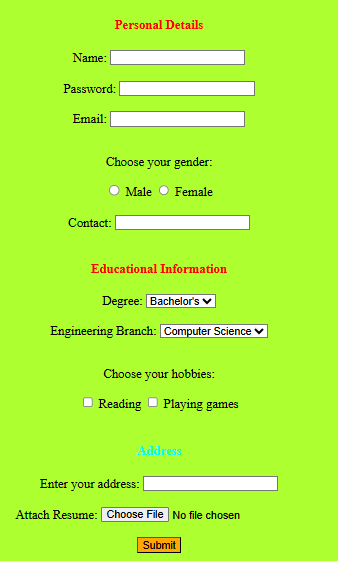 Personal Details
Name:
Password:
Email:
Choose your gender:
Male Female
Contact:
Educational Information
Degree: Bachelor's
Engineering Branch: Computer Science
Choose your hobbies:
Reading Playing games
Address
Enter your address:
Attach Resume: Choose File No file chosen
Submit